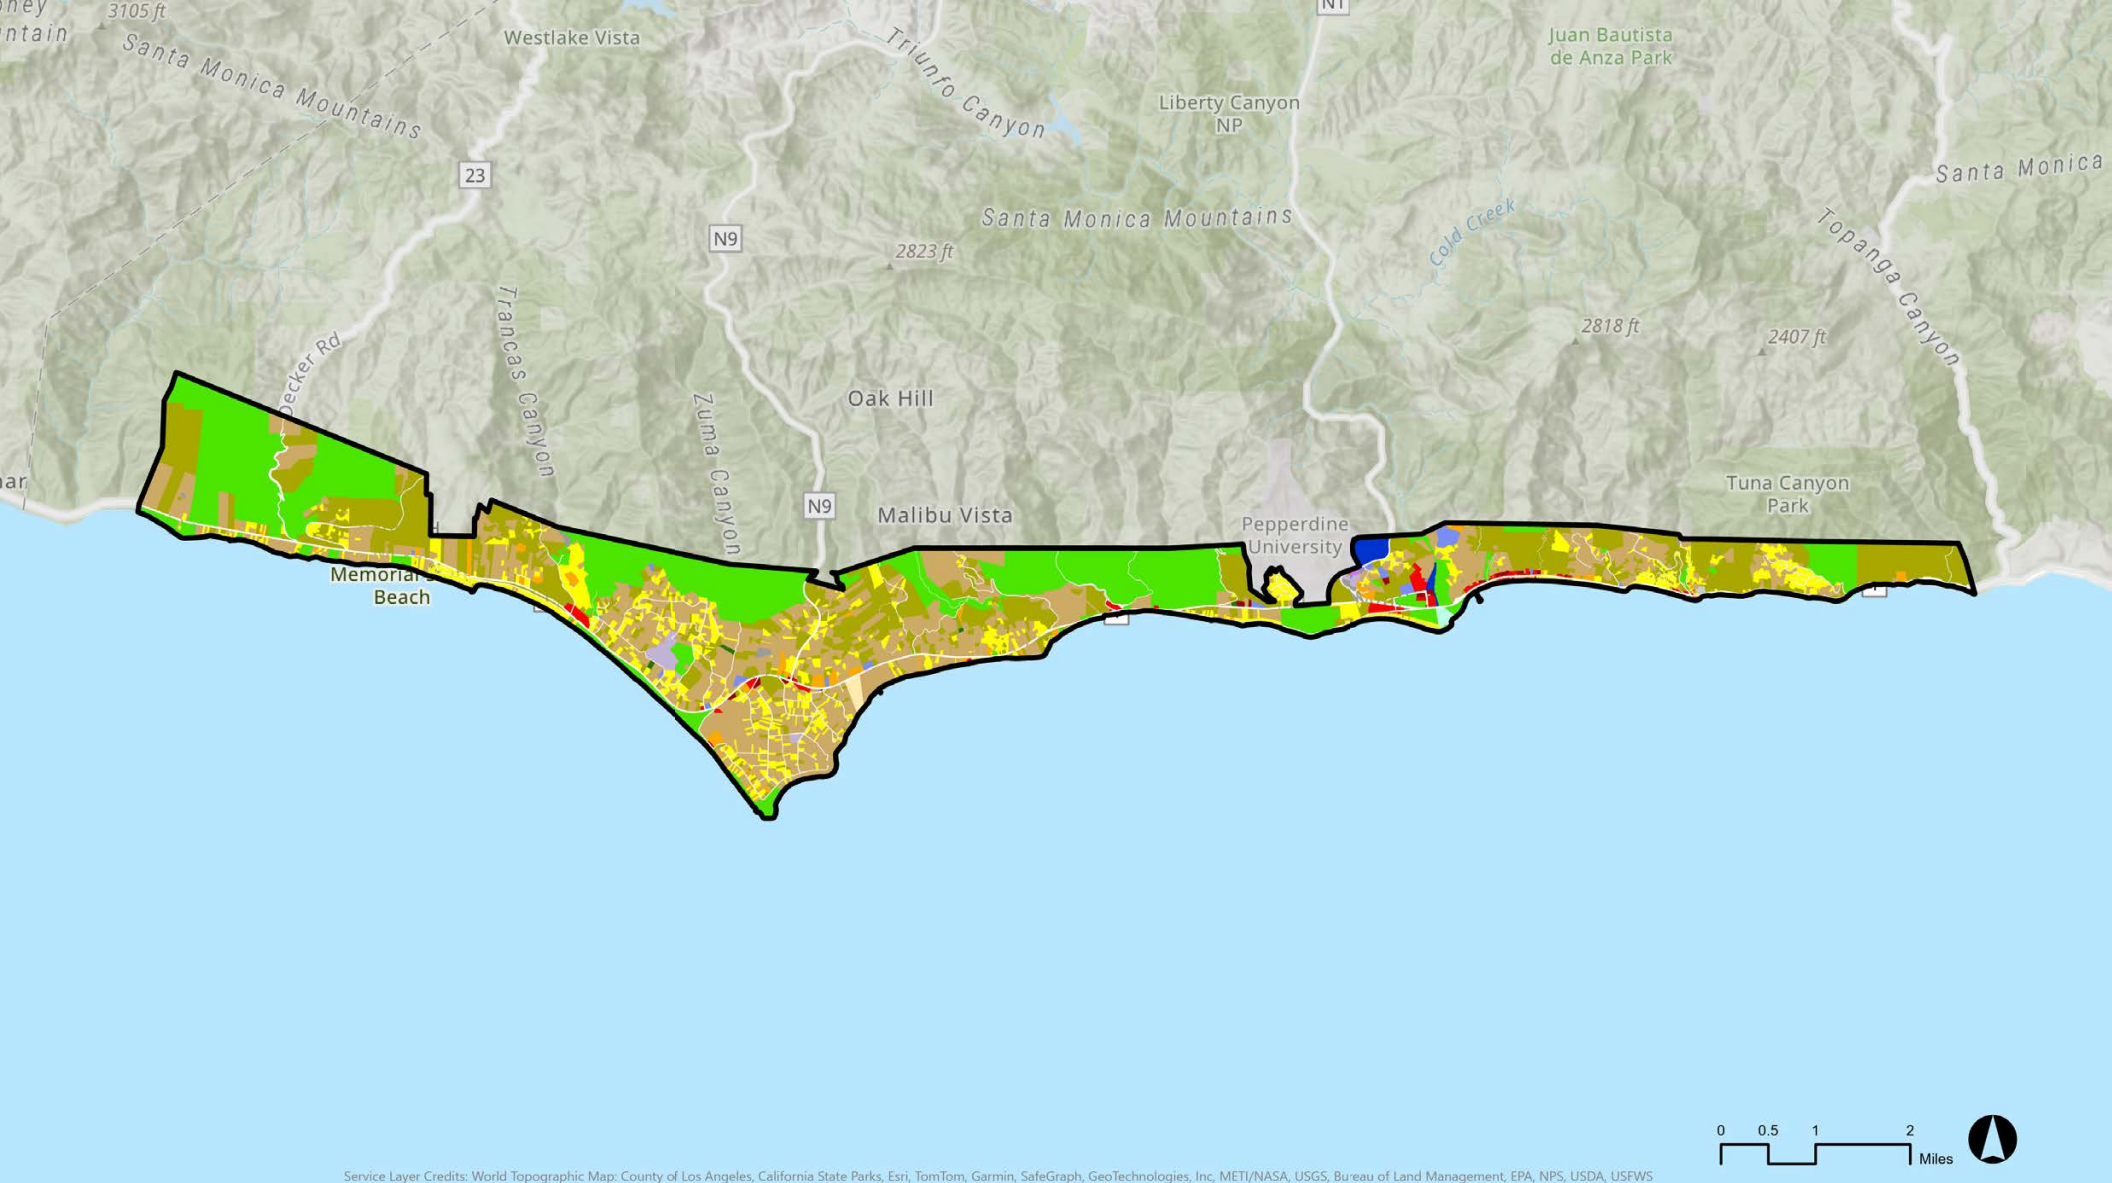 3105 ft
Santa Monica Mountains
Westlake Vista
Triunfo Canyon
N1
Juan Bautista
de Anza Park
Liberty Canyon
NP
23
Santa Monica
Santa Monica Mountains
N9
2823 ft
Cold Creek
Topanga Canyon
Trancas Canyon
2818 ft
2407 ft
Decker Rd
Zuma Canyon
Oak Hill
N9
Malibu Vista
Tuna Canyon
Park
Pepperdine
University
Memorial
Beach
0 0.5 1 2
Miles
Service Layer Credits: World Topographic Map: County of Los Angeles, California State Parks, Esri, TomTom, Garmin, SafeGraph, GeoTechnologies, Inc, METI/NASA, USGS, Bureau of Land Management, EPA, NPS, USDA, USFWS